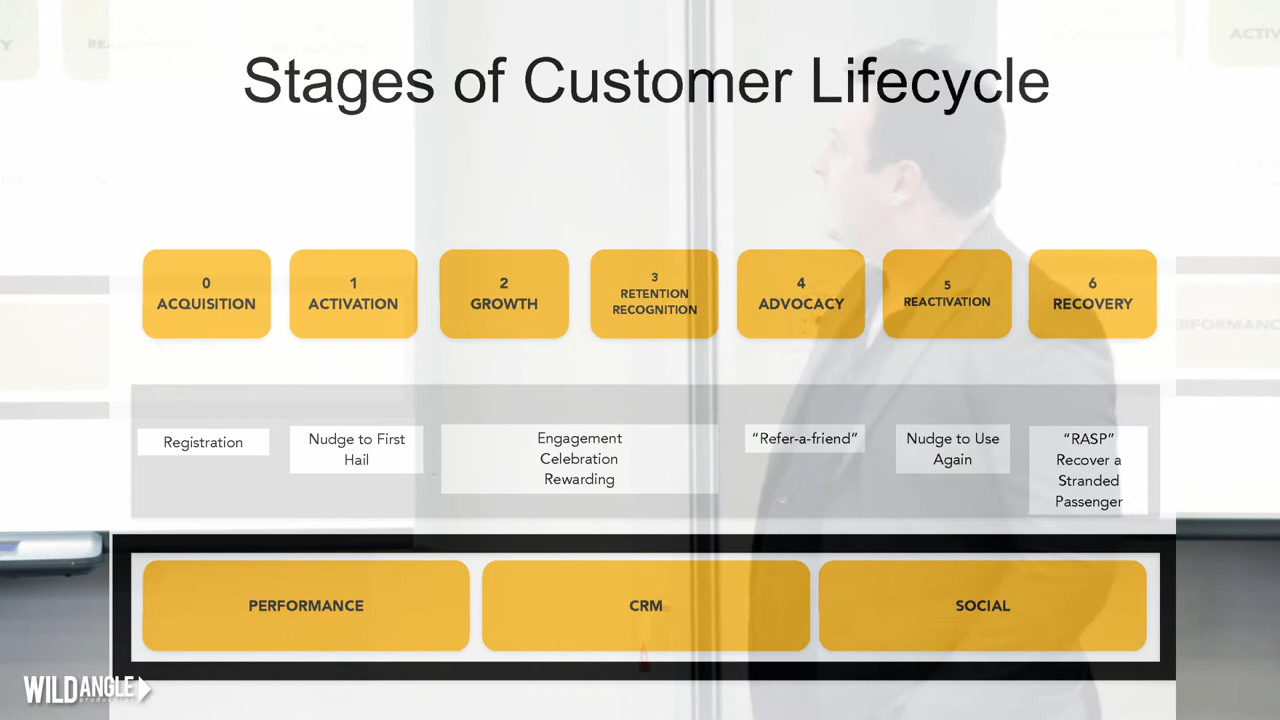 Stages of Customer Lifecycle
0
ACQUISITION
1
ACTIVATION
2
GROWTH
3
RETENTION
RECOGNITION
4
ADVOCACY
5
REACTIVATION
6
RECOVERY
Registration
Nudge to First
Hail
Engagement
Celebration
Rewarding
“Refer-a-friend”
Nudge to Use
Again
“RASP”
Recover a
Stranded
Passenger
PERFORMANCE
CRM
SOCIAL
WILD ANGLE